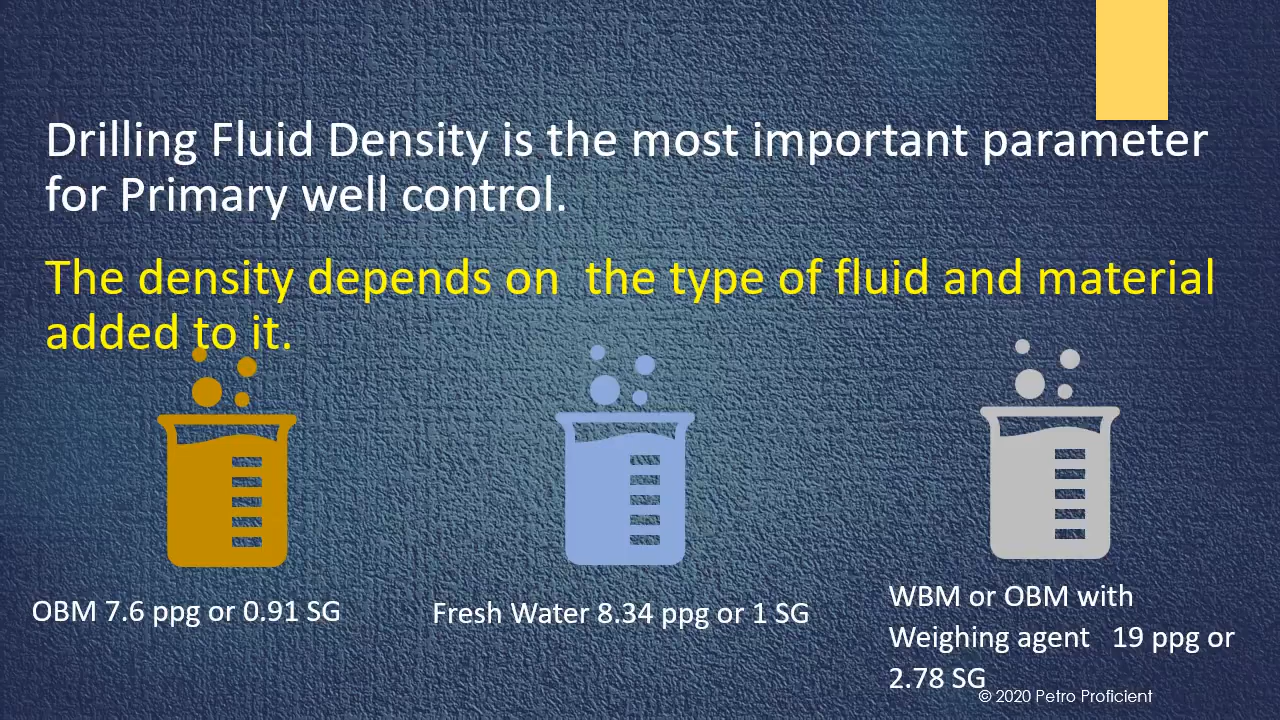 Drilling Fluid Density is the most important parameter
for Primary well control.
The density depends on  the type of fluid and material
added to it.
OBM 7.6 ppg or 0.91 SG
Fresh Water 8.34 ppg or 1 SG
WBM or OBM with
Weighing agent   19 ppg or
2.78 SG
© 2020 Petro Proficient